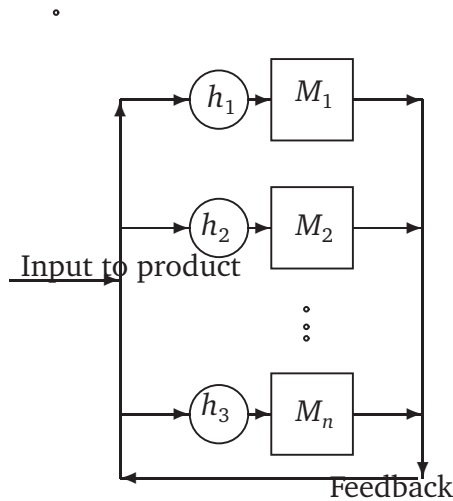 h₁ M₁
h₂ M₂
Input to product
h₃ Mₙ
Feedback